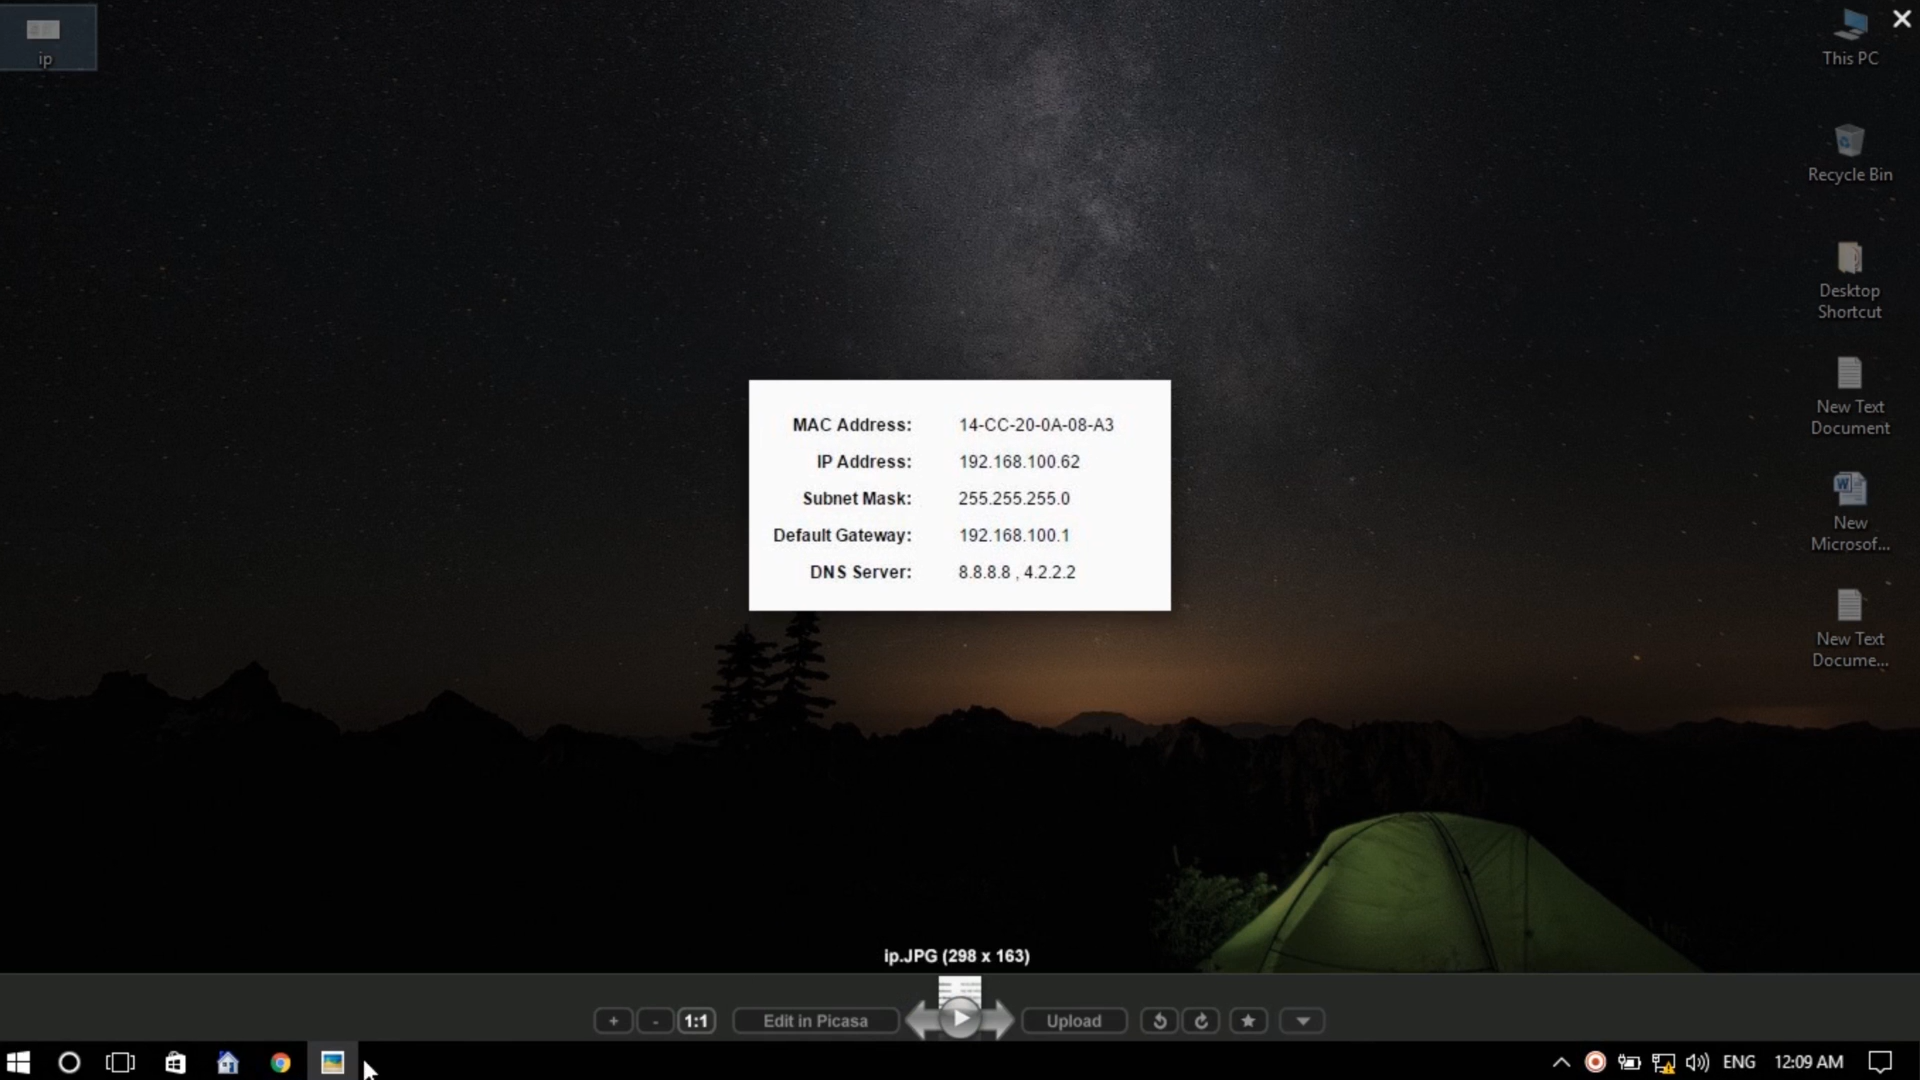 ip
This PC
Recycle Bin
Desktop
Shortcut
New Text
Document
New
Microsof...
New Text
Docume...
MAC Address: 14-CC-20-0A-08-A3
IP Address: 192.168.100.62
Subnet Mask: 255.255.255.0
Default Gateway: 192.168.100.1
DNS Server: 8.8.8.8 , 4.2.2.2
ip.JPG (298 x 163)
+ - 1:1 Edit in Picasa Upload
ENG 12:09 AM